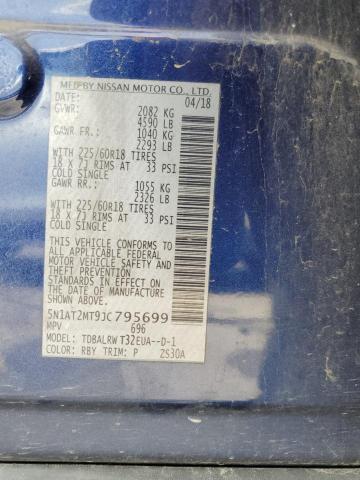 MFD BY NISSAN MOTOR CO., LTD.
DATE: 04/18
GVWR: 2082 KG
4590 LB
GAWR FR.: 1040 KG
2293 LB
WITH 225/60R18 TIRES
18 X 7J RIMS AT 33 PSI
COLD SINGLE
GAWR RR.: 1055 KG
2326 LB
WITH 225/60R18 TIRES
18 X 7J RIMS AT 33 PSI
COLD SINGLE
THIS VEHICLE CONFORMS TO
ALL APPLICABLE FEDERAL
MOTOR VEHICLE SAFETY AND
THEFT PREVENTION
STANDARDS IN EFFECT ON
THE DATE OF MANUFACTURE
SHOWN ABOVE.
5N1AT2MT9JC795699
MPV 696
MODEL: TDBALRW T32EUA--D-1
COLOR: RBY TRIM: P ZS30A